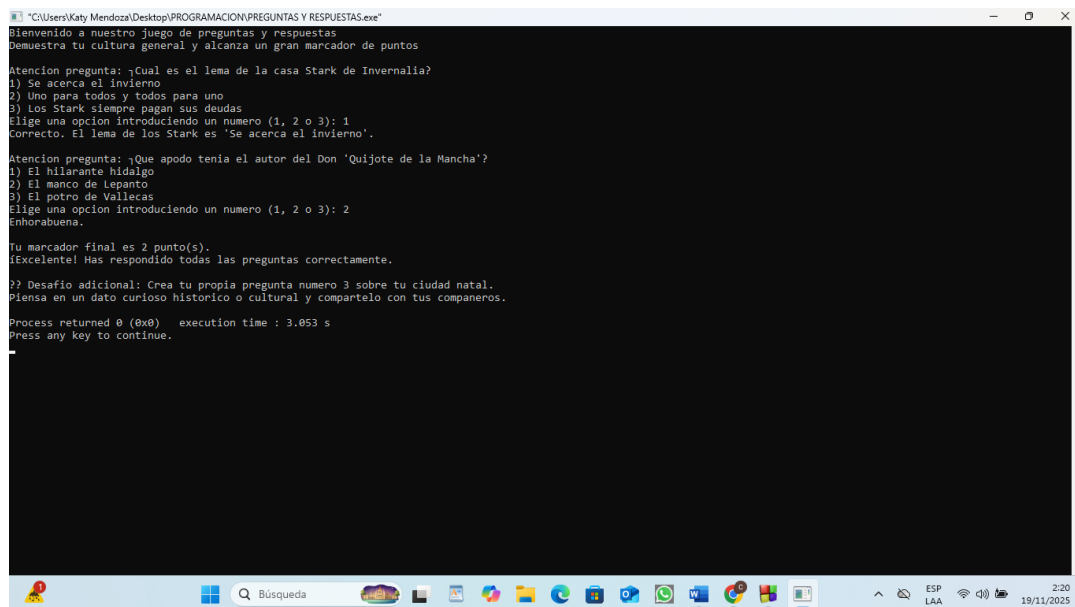 "C:\Users\Katy Mendoza\Desktop\PROGRAMACION\PREGUNTAS Y RESPUESTAS.exe"
Bienvenido a nuestro juego de preguntas y respuestas
Demuestra tu cultura general y alcanza un gran marcador de puntos
Atencion pregunta: ┐Cual es el lema de la casa Stark de Invernalia?
1) Se acerca el invierno
2) Uno para todos y todos para uno
3) Los Stark siempre pagan sus deudas
Elige una opcion introduciendo un numero (1, 2 o 3): 1
Correcto. El lema de los Stark es 'Se acerca el invierno'.
Atencion pregunta: ┐Que apodo tenia el autor del Don 'Quijote de la Mancha'?
1) El hilarante hidalgo
2) El manco de Lepanto
3) El potro de Vallecas
Elige una opcion introduciendo un numero (1, 2 o 3): 2
Enhorabuena.
Tu marcador final es 2 punto(s).
íExcelente! Has respondido todas las preguntas correctamente.
?? Desafio adicional: Crea tu propia pregunta numero 3 sobre tu ciudad natal.
Piensa en un dato curioso historico o cultural y compartelo con tus companeros.
Process returned 0 (0x0)   execution time : 3.053 s
Press any key to continue.
1
Búsqueda
ESP
LAA
2:20
19/11/2025